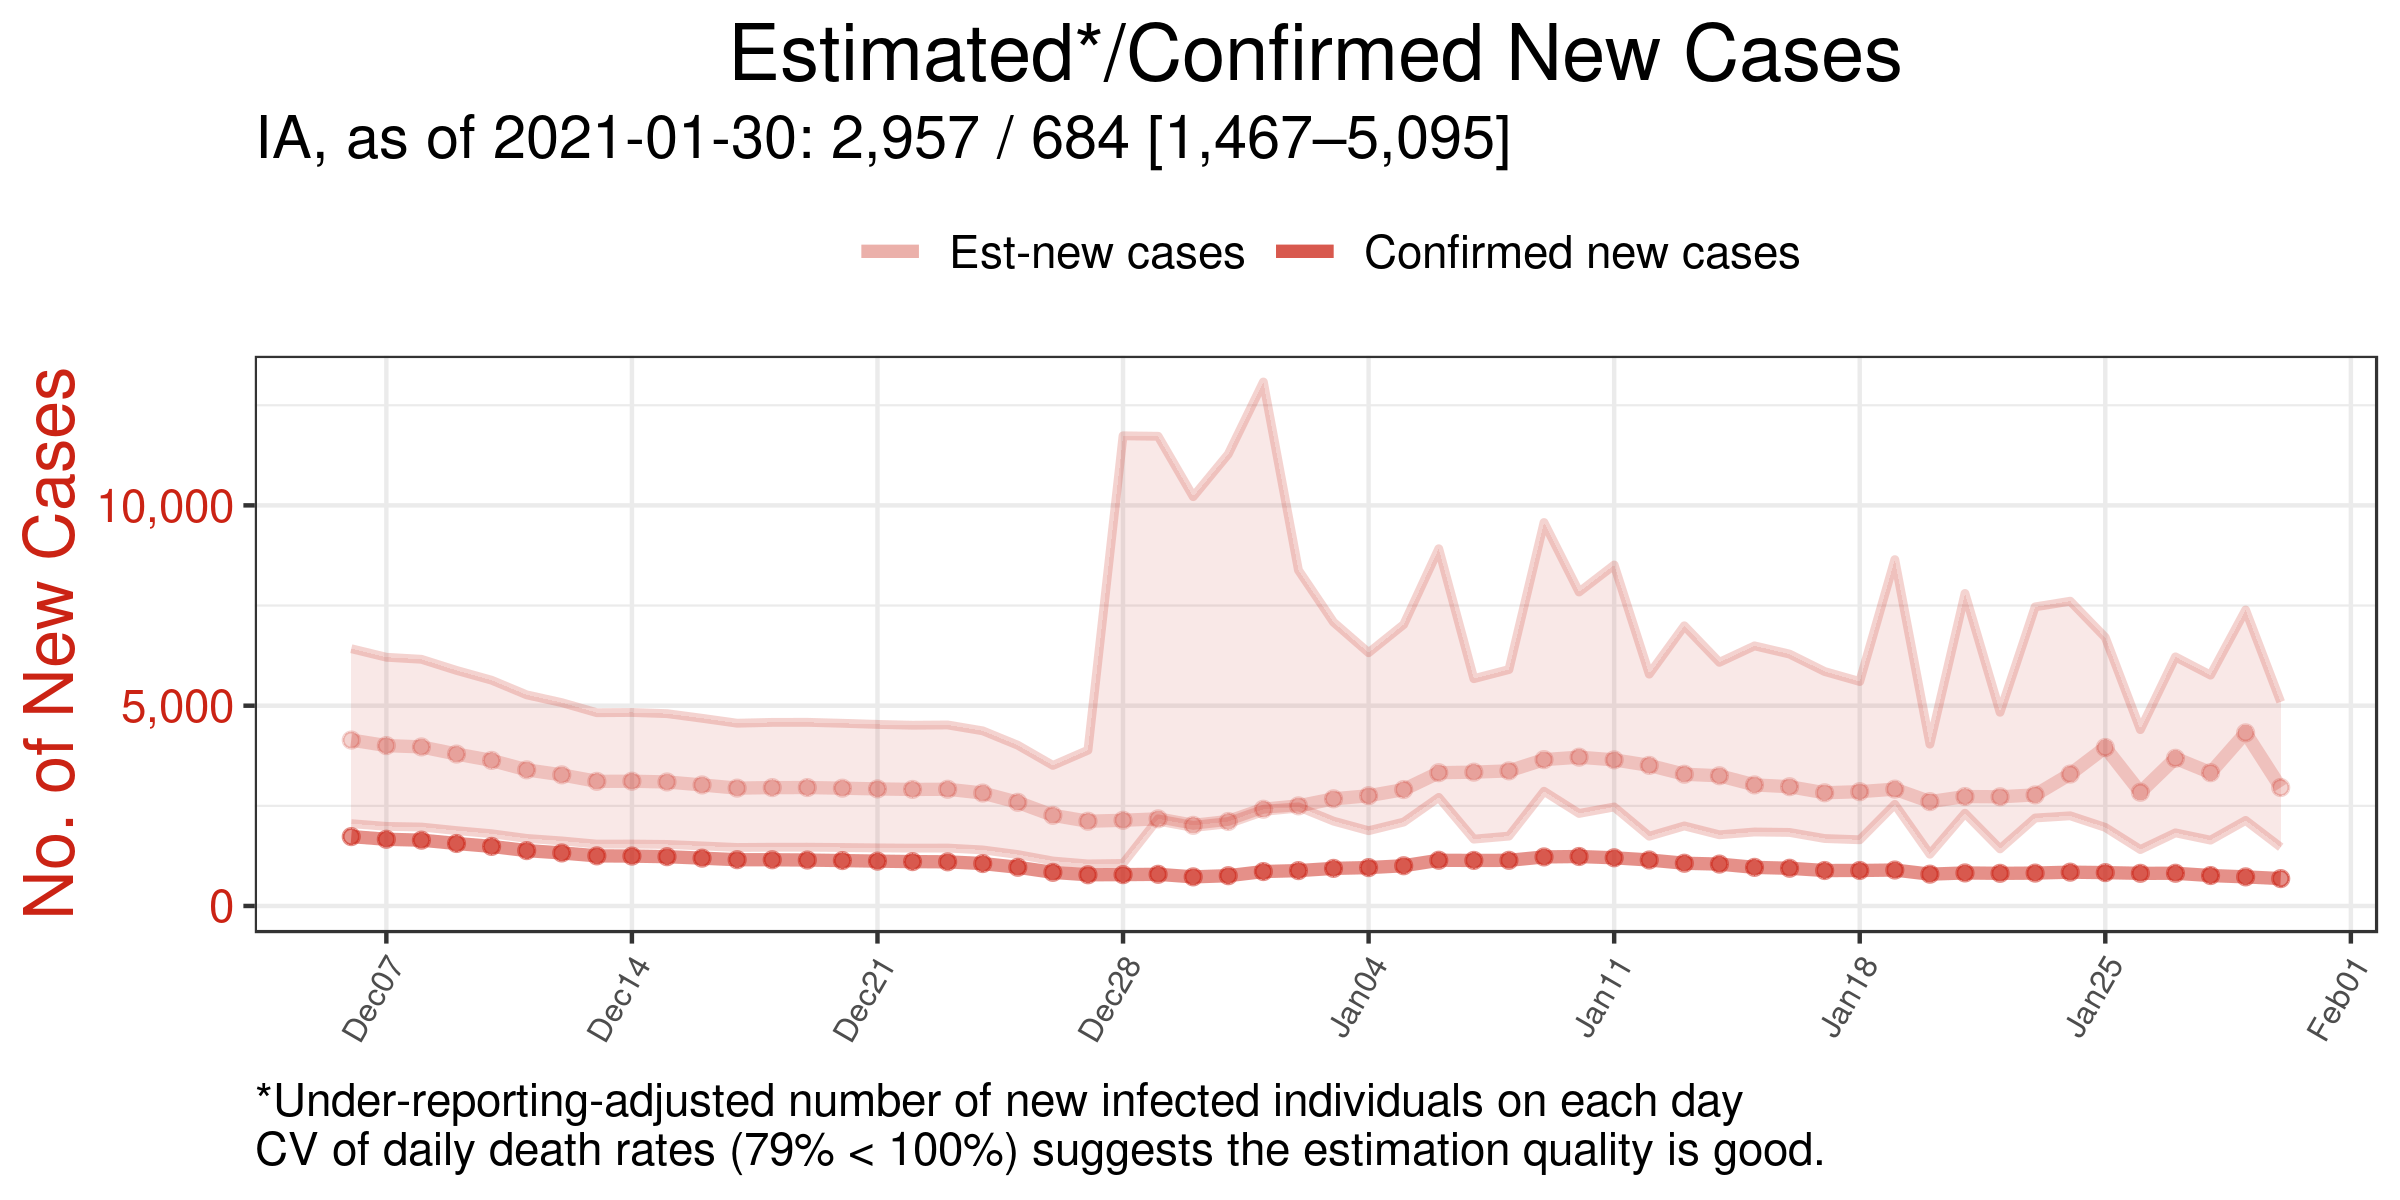 Estimated*/Confirmed New Cases
IA, as of 2021-01-30: 2,957 / 684 [1,467–5,095]
Est-new cases
Confirmed new cases
No. of New Cases
10,000
5,000
0
Dec07
Dec14
Dec21
Dec28
Jan04
Jan11
Jan18
Jan25
Feb01
*Under-reporting-adjusted number of new infected individuals on each day
CV of daily death rates (79% < 100%) suggests the estimation quality is good.